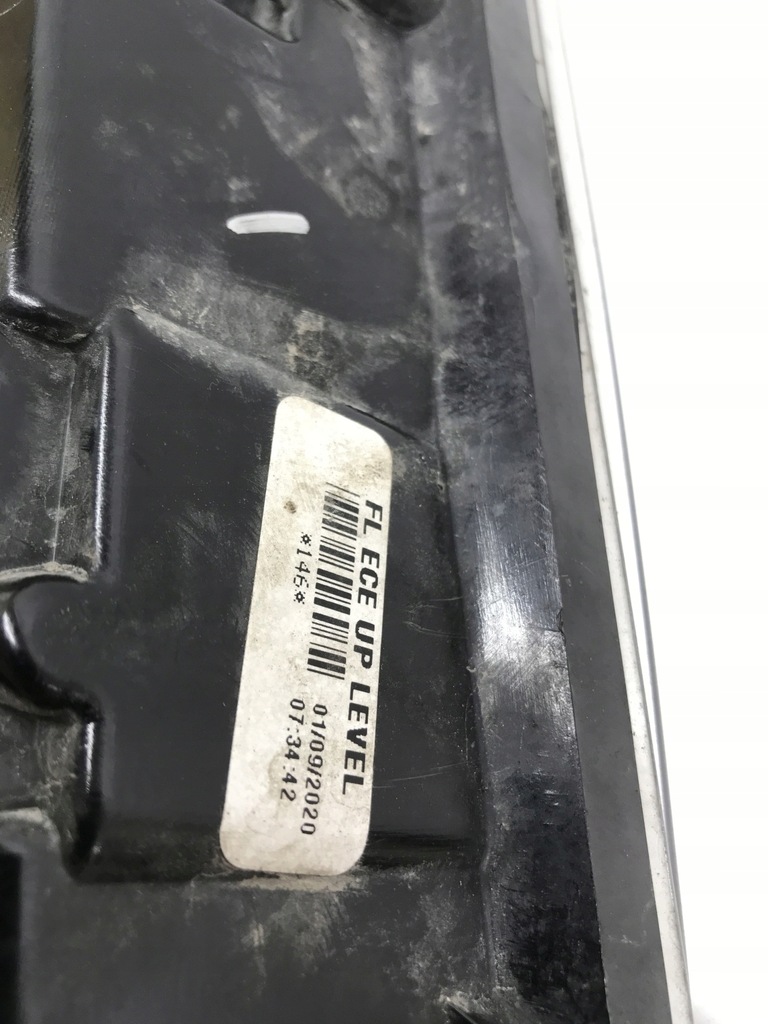 FL ECE UP LEVEL
*146*
01/09/2020
07:34:42